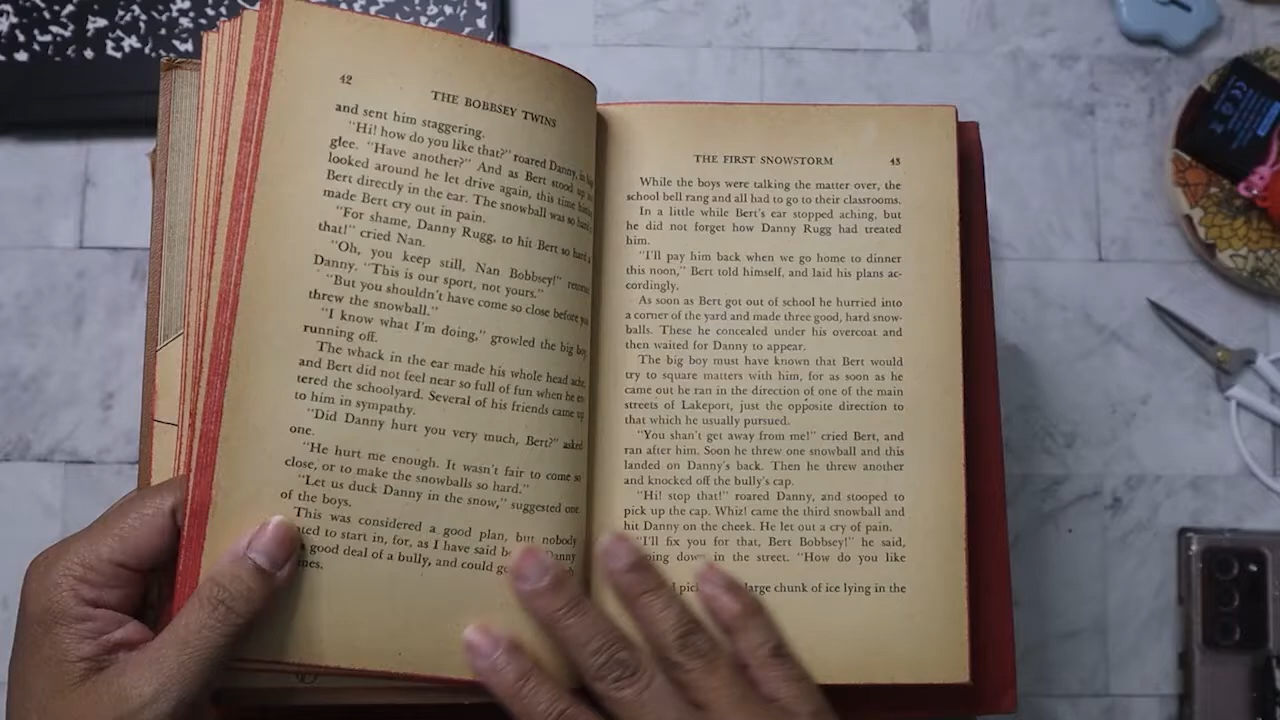 42
THE BOBBSEY TWINS
and sent him staggering.
"Hi! how do you like that?" roared Danny, in
glee. "Have another?" And as Bert stood up
looked around he let drive again, this time
Bert directly in the ear. The snowball was so
made Bert cry out in pain.
"For shame, Danny Rugg, to hit Bert so hard
that!" cried Nan.
"Oh, you keep still, Nan Bobbsey!"
Danny. "This is our sport, not yours."
"But you shouldn't have come so close before you
threw the snowball."
"I know what I'm doing," growled the big boy,
running off.
The whack in the ear made his whole head
and Bert did not feel near so full of fun when he en-
tered the schoolyard. Several of his friends came up
to him in sympathy.
"Did Danny hurt you very much, Bert?" asked
one.
"He hurt me enough. It wasn't fair to come so
close, or to make the snowballs so hard."
"Let us duck Danny in the snow," suggested one
of the boys.
This was considered a good plan, but nobody
to start in, for, as I have said Danny
good deal of a bully, and could
THE FIRST SNOWSTORM
43
While the boys were talking the matter over, the
school bell rang and all had to go to their classrooms.
In a little while Bert's ear stopped aching, but
he did not forget how Danny Rugg had treated
him.
"I'll pay him back when we go home to dinner
this noon," Bert told himself, and laid his plans ac-
cordingly.
As soon as Bert got out of school he hurried into
a corner of the yard and made three good, hard snow-
balls. These he concealed under his overcoat and
then waited for Danny to appear.
The big boy must have known that Bert would
try to square matters with him, for as soon as he
came out he ran in the direction of one of the main
streets of Lakeport, just the opposite direction to
that which he usually pursued.
"You shan't get away from me!" cried Bert, and
ran after him. Soon he threw one snowball and this
landed on Danny's back. Then he threw another
and knocked off the bully's cap.
"Hi! stop that!" roared Danny, and stooped to
pick up the cap. Whiz! came the third snowball and
hit Danny on the cheek. He let out a cry of pain.
"I'll fix you for that, Bert Bobbsey!" he said,
down in the street. "How do you like
large chunk of ice lying in the